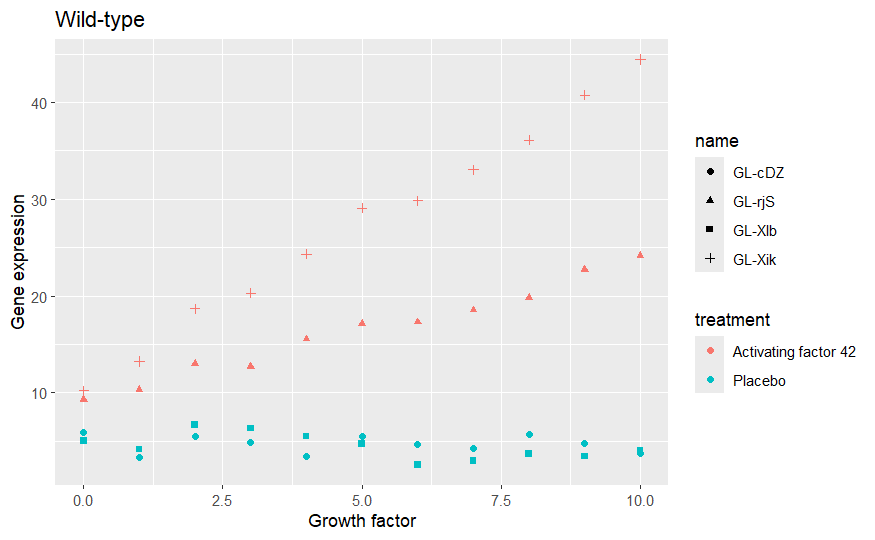 Wild-type
Gene expression
40
30
20
10
0.0 2.5 5.0 7.5 10.0
Growth factor
name
GL-cDZ
GL-rjS
GL-Xlb
GL-Xik
treatment
Activating factor 42
Placebo